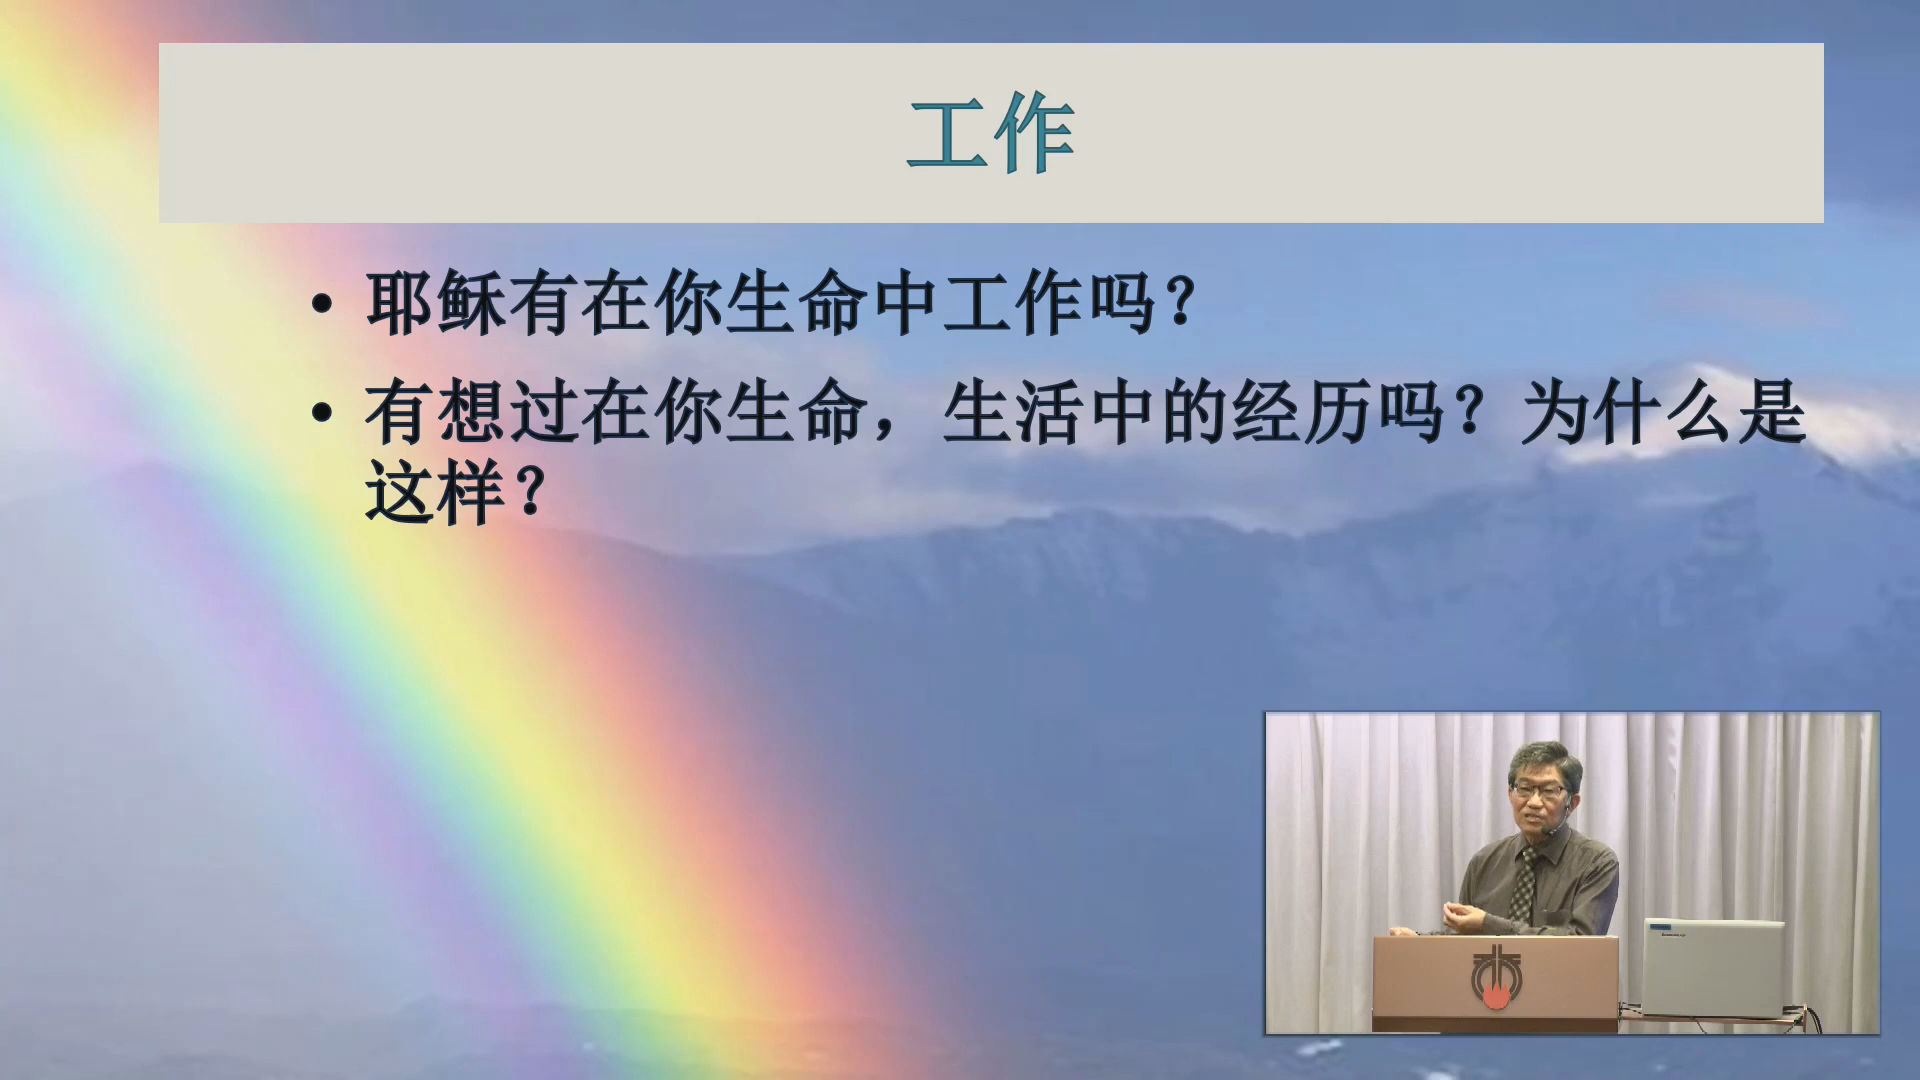 工作
• 耶稣有在你生命中工作吗？
• 有想过在你生命，生活中的经历吗？为什么是
这样？